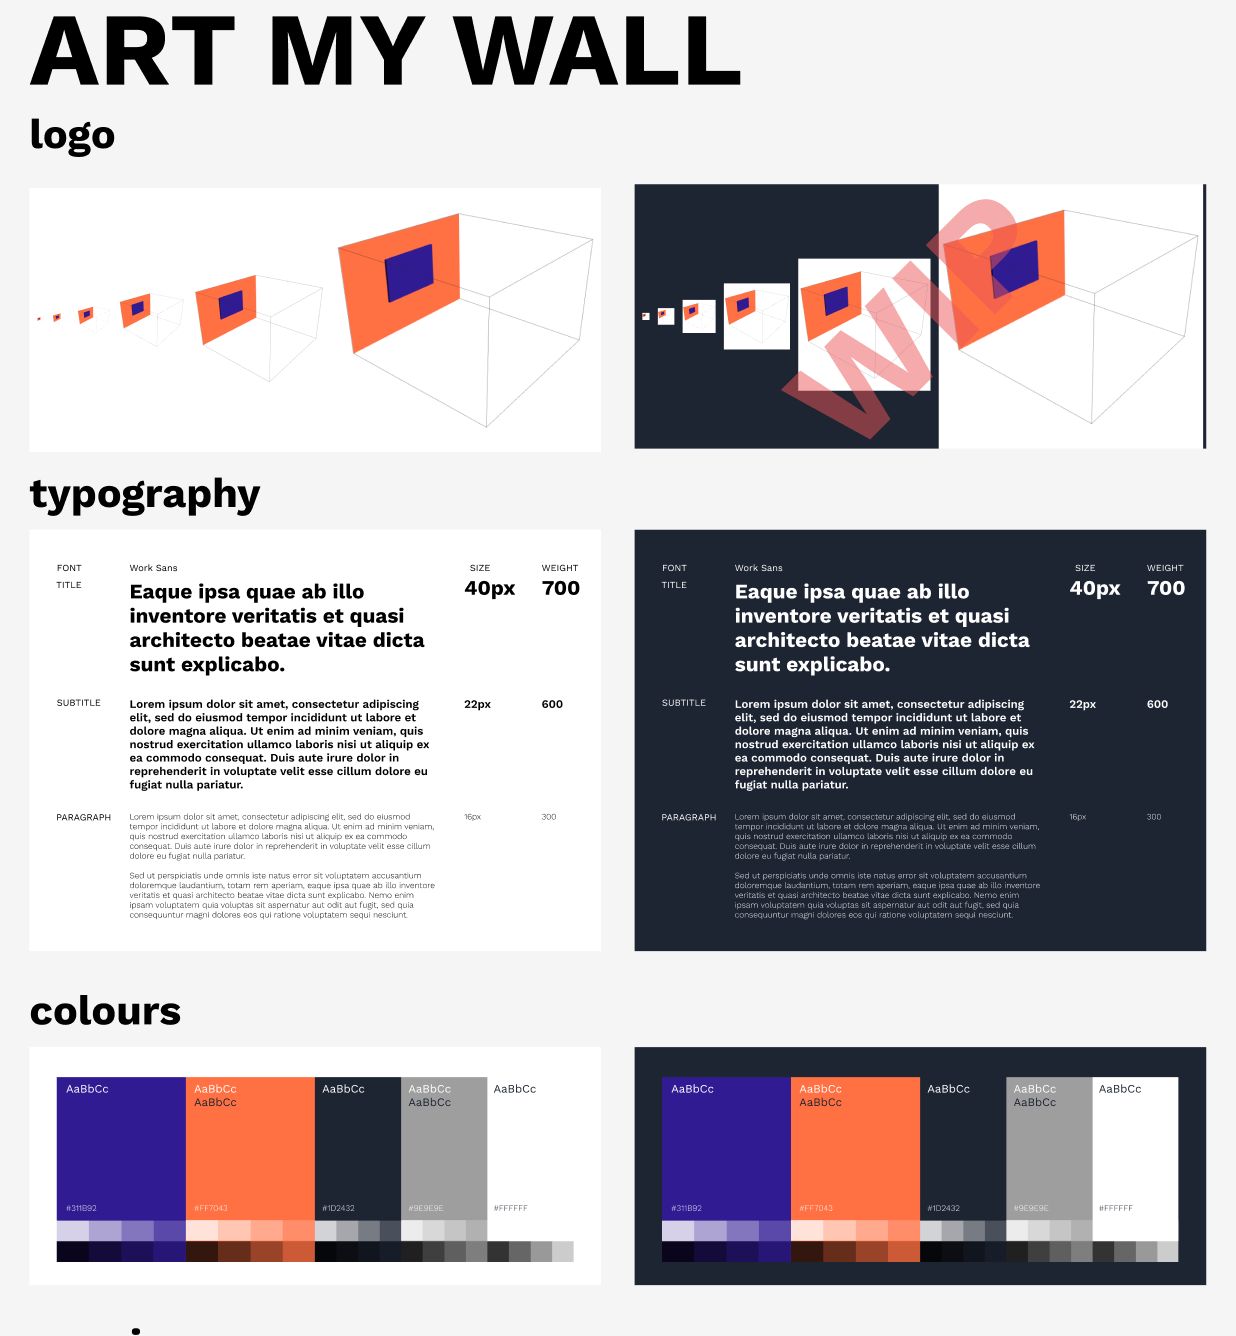 ART MY WALL
logo
WIP
typography
FONT
Work Sans
SIZE
WEIGHT
TITLE
Eaque ipsa quae ab illo
inventore veritatis et quasi
architecto beatae vitae dicta
sunt explicabo.
40px
700
SUBTITLE
Lorem ipsum dolor sit amet, consectetur adipiscing
elit, sed do eiusmod tempor incididunt ut labore et
dolore magna aliqua. Ut enim ad minim veniam, quis
nostrud exercitation ullamco laboris nisi ut aliquip ex
ea commodo consequat. Duis aute irure dolor in
reprehenderit in voluptate velit esse cillum dolore eu
fugiat nulla pariatur.
22px
600
PARAGRAPH
Lorem ipsum dolor sit amet, consectetur adipiscing elit, sed do eiusmod
tempor incididunt ut labore et dolore magna aliqua. Ut enim ad minim veniam,
quis nostrud exercitation ullamco laboris nisi ut aliquip ex ea commodo
consequat. Duis aute irure dolor in reprehenderit in voluptate velit esse cillum
dolore eu fugiat nulla pariatur.
Sed ut perspiciatis unde omnis iste natus error sit voluptatem accusantium
doloremque laudantium, totam rem aperiam, eaque ipsa quae ab illo inventore
veritatis et quasi architecto beatae vitae dicta sunt explicabo. Nemo enim
ipsam voluptatem quia voluptas sit aspernatur aut odit aut fugit, sed quia
consequuntur magni dolores eos qui ratione voluptatem sequi nesciunt.
16px
300
FONT
Work Sans
SIZE
WEIGHT
TITLE
Eaque ipsa quae ab illo
inventore veritatis et quasi
architecto beatae vitae dicta
sunt explicabo.
40px
700
SUBTITLE
Lorem ipsum dolor sit amet, consectetur adipiscing
elit, sed do eiusmod tempor incididunt ut labore et
dolore magna aliqua. Ut enim ad minim veniam, quis
nostrud exercitation ullamco laboris nisi ut aliquip ex
ea commodo consequat. Duis aute irure dolor in
reprehenderit in voluptate velit esse cillum dolore eu
fugiat nulla pariatur.
22px
600
PARAGRAPH
Lorem ipsum dolor sit amet, consectetur adipiscing elit, sed do eiusmod
tempor incididunt ut labore et dolore magna aliqua. Ut enim ad minim veniam,
quis nostrud exercitation ullamco laboris nisi ut aliquip ex ea commodo
consequat. Duis aute irure dolor in reprehenderit in voluptate velit esse cillum
dolore eu fugiat nulla pariatur.
Sed ut perspiciatis unde omnis iste natus error sit voluptatem accusantium
doloremque laudantium, totam rem aperiam, eaque ipsa quae ab illo inventore
veritatis et quasi architecto beatae vitae dicta sunt explicabo. Nemo enim
ipsam voluptatem quia voluptas sit aspernatur aut odit aut fugit, sed quia
consequuntur magni dolores eos qui ratione voluptatem sequi nesciunt.
16px
300
colours
AaBbCc
AaBbCc
AaBbCc
AaBbCc
AaBbCc
AaBbCc
AaBbCc
#311B92
#FF7043
#1D2432
#9E9E9E
#FFFFFF
AaBbCc
AaBbCc
AaBbCc
AaBbCc
AaBbCc
AaBbCc
AaBbCc
#311B92
#FF7043
#1D2432
#9E9E9E
#FFFFFF